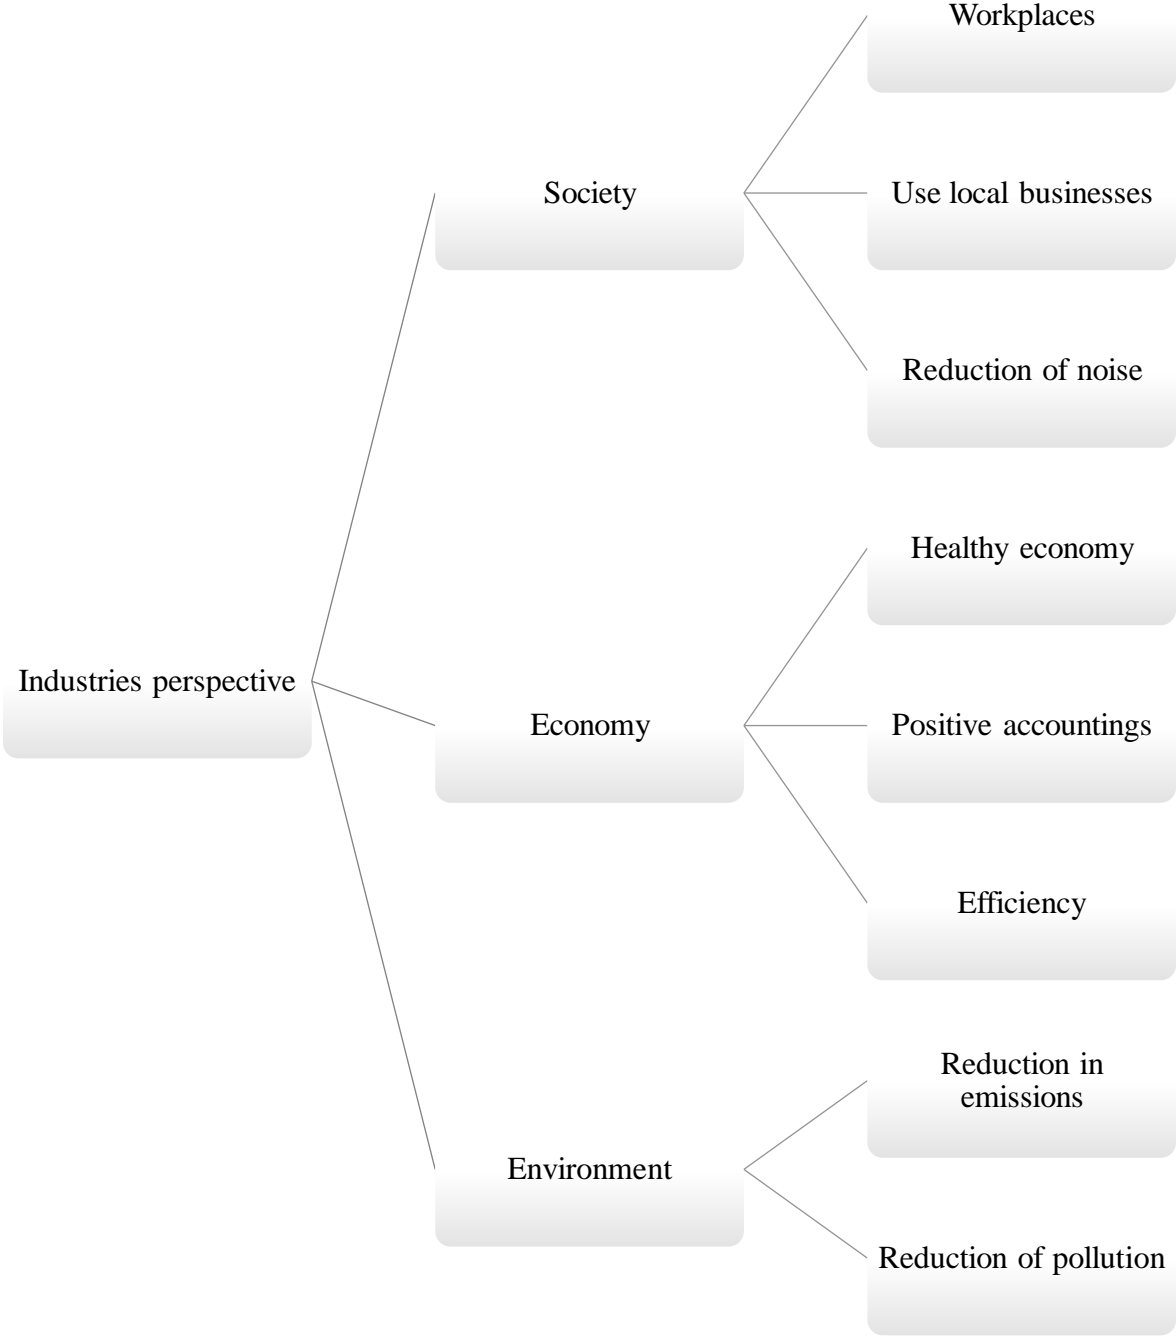 Workplaces
Society
Use local businesses
Reduction of noise
Healthy economy
Industries perspective
Economy
Positive accountings
Efficiency
Reduction in
emissions
Environment
Reduction of pollution